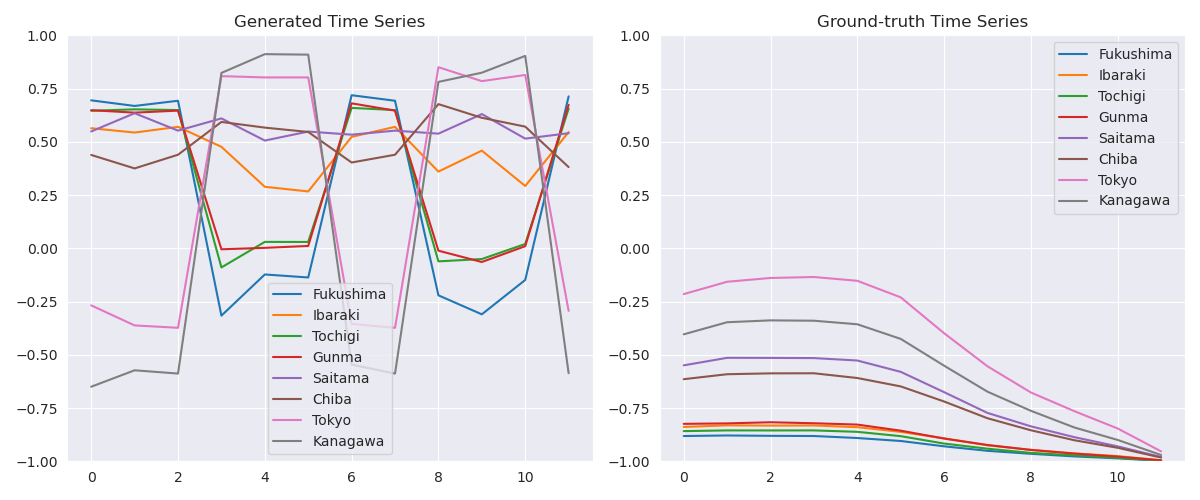 Generated Time Series
1.00
0.75
0.50
0.25
0.00
−0.25
−0.50
−0.75
−1.00
0 2 4 6 8 10
Fukushima
Ibaraki
Tochigi
Gunma
Saitama
Chiba
Tokyo
Kanagawa
Ground-truth Time Series
1.00
0.75
0.50
0.25
0.00
−0.25
−0.50
−0.75
−1.00
0 2 4 6 8 10
Fukushima
Ibaraki
Tochigi
Gunma
Saitama
Chiba
Tokyo
Kanagawa